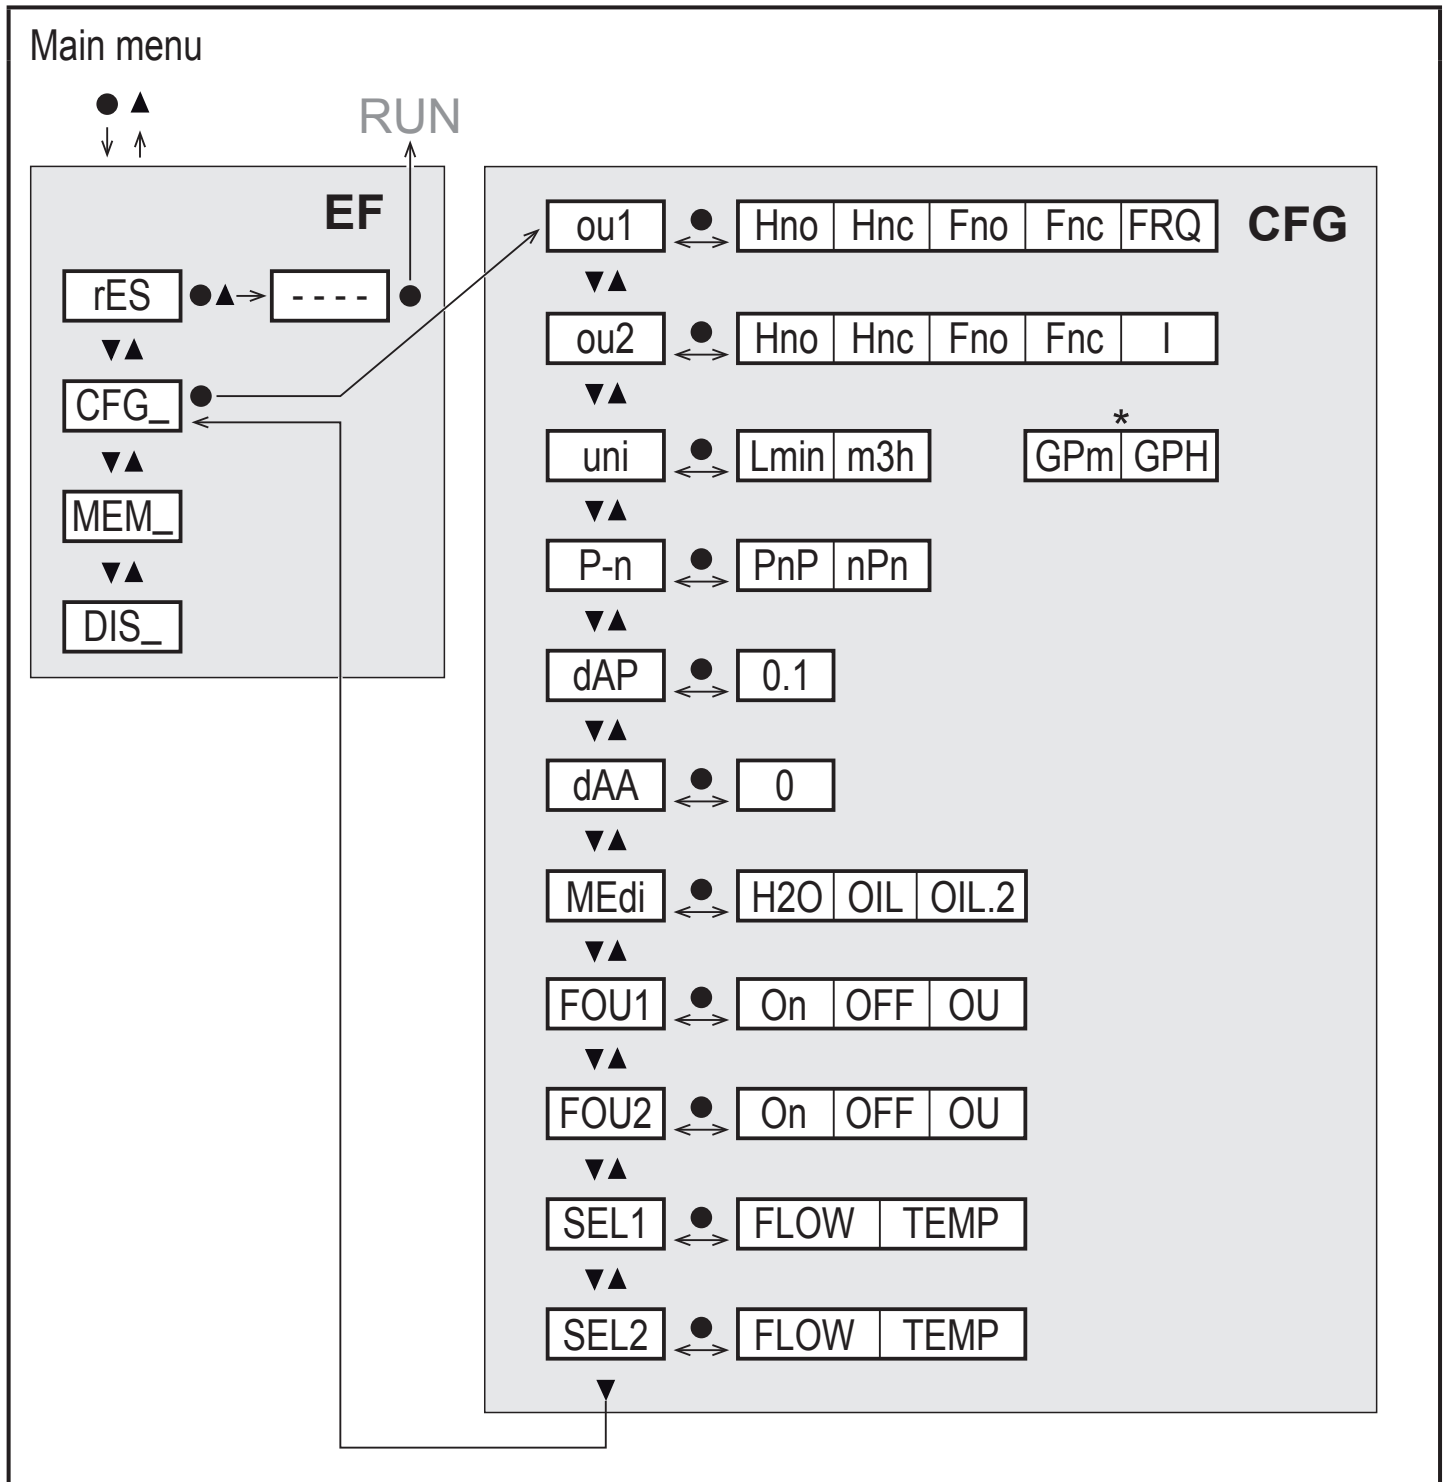 Main menu
RUN
EF
rES
- - - -
CFG_
MEM_
DIS_
CFG
ou1 Hno Hnc Fno Fnc FRQ
ou2 Hno Hnc Fno Fnc I
*
uni Lmin m3h GPm GPH
P-n PnP nPn
dAP 0.1
dAA 0
MEdi H2O OIL OIL.2
FOU1 On OFF OU
FOU2 On OFF OU
SEL1 FLOW TEMP
SEL2 FLOW TEMP